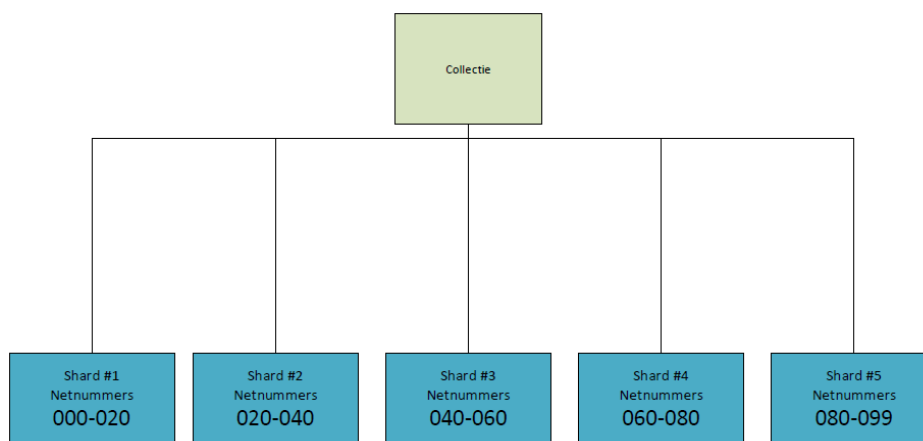 Collectie
Shard #1
Netnummers
000-020
Shard #2
Netnummers
020-040
Shard #3
Netnummers
040-060
Shard #4
Netnummers
060-080
Shard #5
Netnummers
080-099